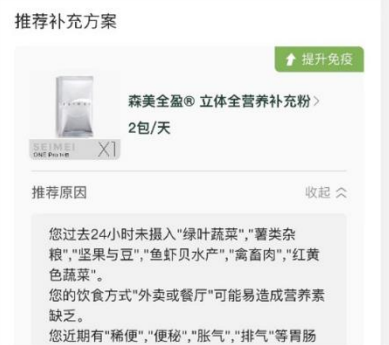 推荐补充方案
提升免疫
森美全盈® 立体全营养补充粉
2包/天
SEIMEI
ONE Pro H·B
X1
推荐原因
收起
您过去24小时未摄入"绿叶蔬菜","薯类杂
粮","坚果与豆","鱼虾贝水产","禽畜肉","红黄
色蔬菜"。
您的饮食方式"外卖或餐厅"可能易造成营养素
缺乏。
您近期有"稀便","便秘","胀气","排气"等胃肠